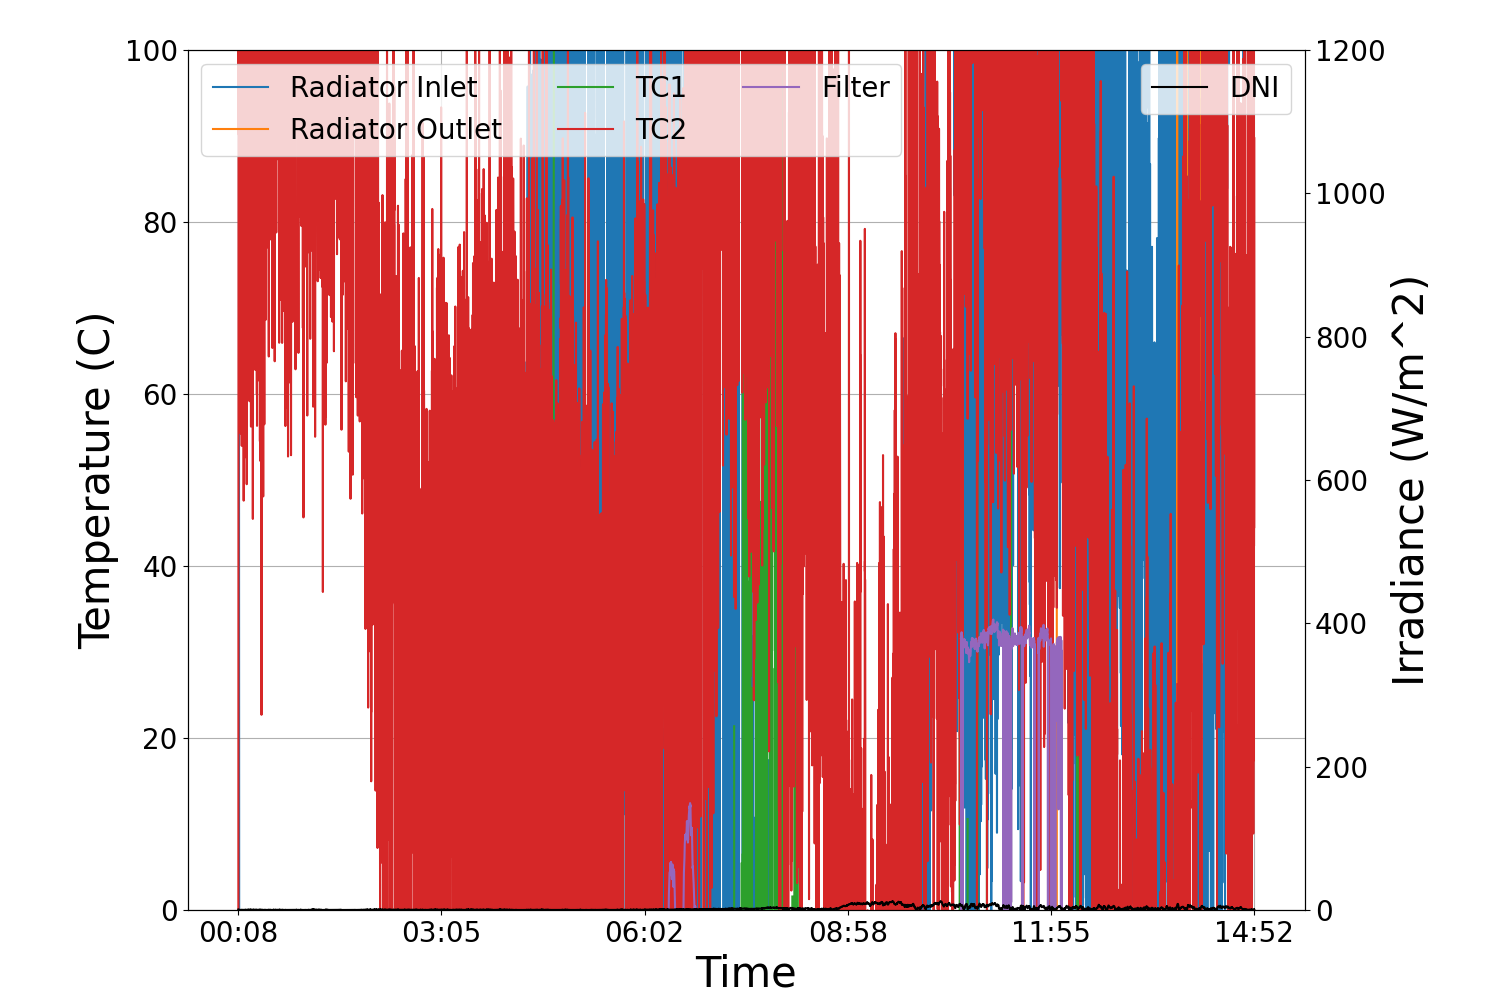 Radiator Inlet
Radiator Outlet
TC1
TC2
Filter
DNI
100
80
60
40
20
0
Temperature (C)
1200
1000
800
600
400
200
0
Irradiance (W/m^2)
00:08
03:05
06:02
08:58
11:55
14:52
Time